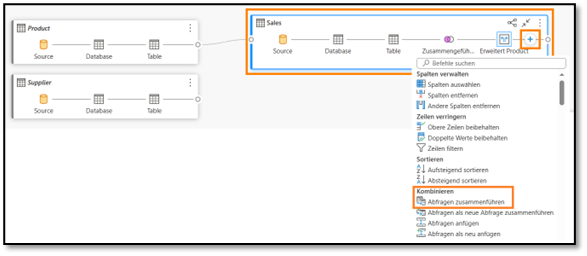 Product
Source Database Table
Supplier
Source Database Table
Sales
Source Database Table Zusammengefü... Erweitert Product
Befehle suchen
Spalten verwalten
Spalten auswählen
Spalten entfernen
Andere Spalten entfernen
Zeilen verringern
Obere Zeilen beibehalten
Doppelte Werte beibehalten
Zeilen filtern
Sortieren
Aufsteigend sortieren
Absteigend sortieren
Kombinieren
Abfragen zusammenführen
Abfragen als neue Abfrage zusammenführen
Abfragen anfügen
Abfragen als neu anfügen